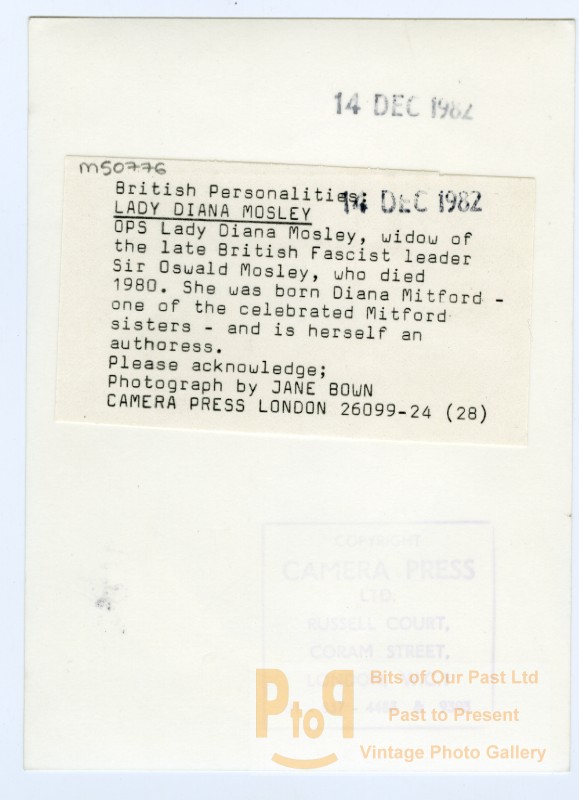 14 DEC 1982
M50776
British Personalities;
14 DEC 1982
LADY DIANA MOSLEY
OPS Lady Diana Mosley, widow of
the late British Fascist leader
Sir Oswald Mosley, who died
1980. She was born Diana Mitford -
one of the celebrated Mitford
sisters - and is herself an
authoress.
Please acknowledge;
Photograph by JANE BOWN
CAMERA PRESS LONDON 26099-24 (28)
COPYRIGHT
CAMERA PRESS
LTD.
RUSSELL COURT,
CORAM STREET,
PtoP
Bits of Our Past Ltd
Past to Present
Vintage Photo Gallery